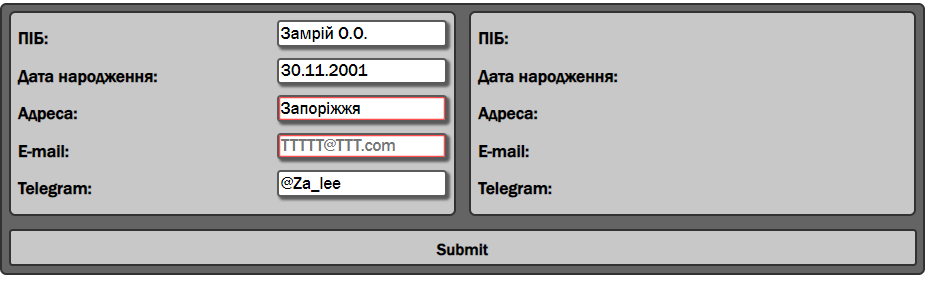 ПІБ: Замрій О.О.
Дата народження: 30.11.2001
Адреса: Запоріжжя
E-mail: TTTTT@TTT.com
Telegram: @Za_lee
ПІБ:
Дата народження:
Адреса:
E-mail:
Telegram:
Submit